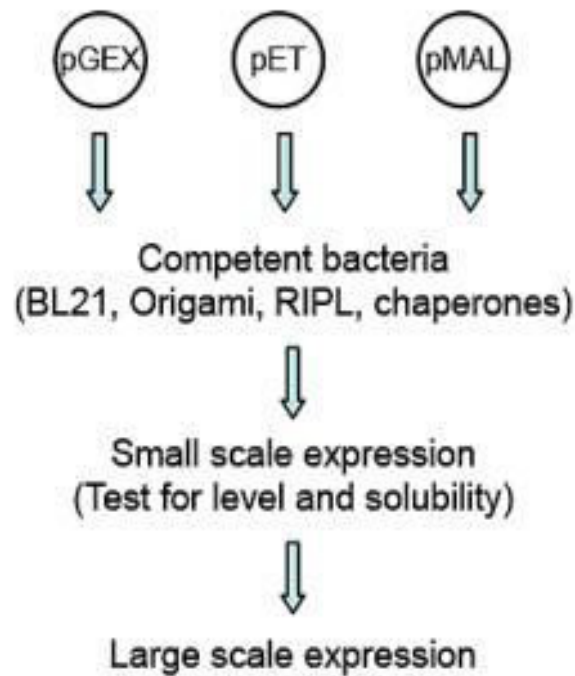 pGEX pET pMAL
Competent bacteria
(BL21, Origami, RIPL, chaperones)
Small scale expression
(Test for level and solubility)
Large scale expression